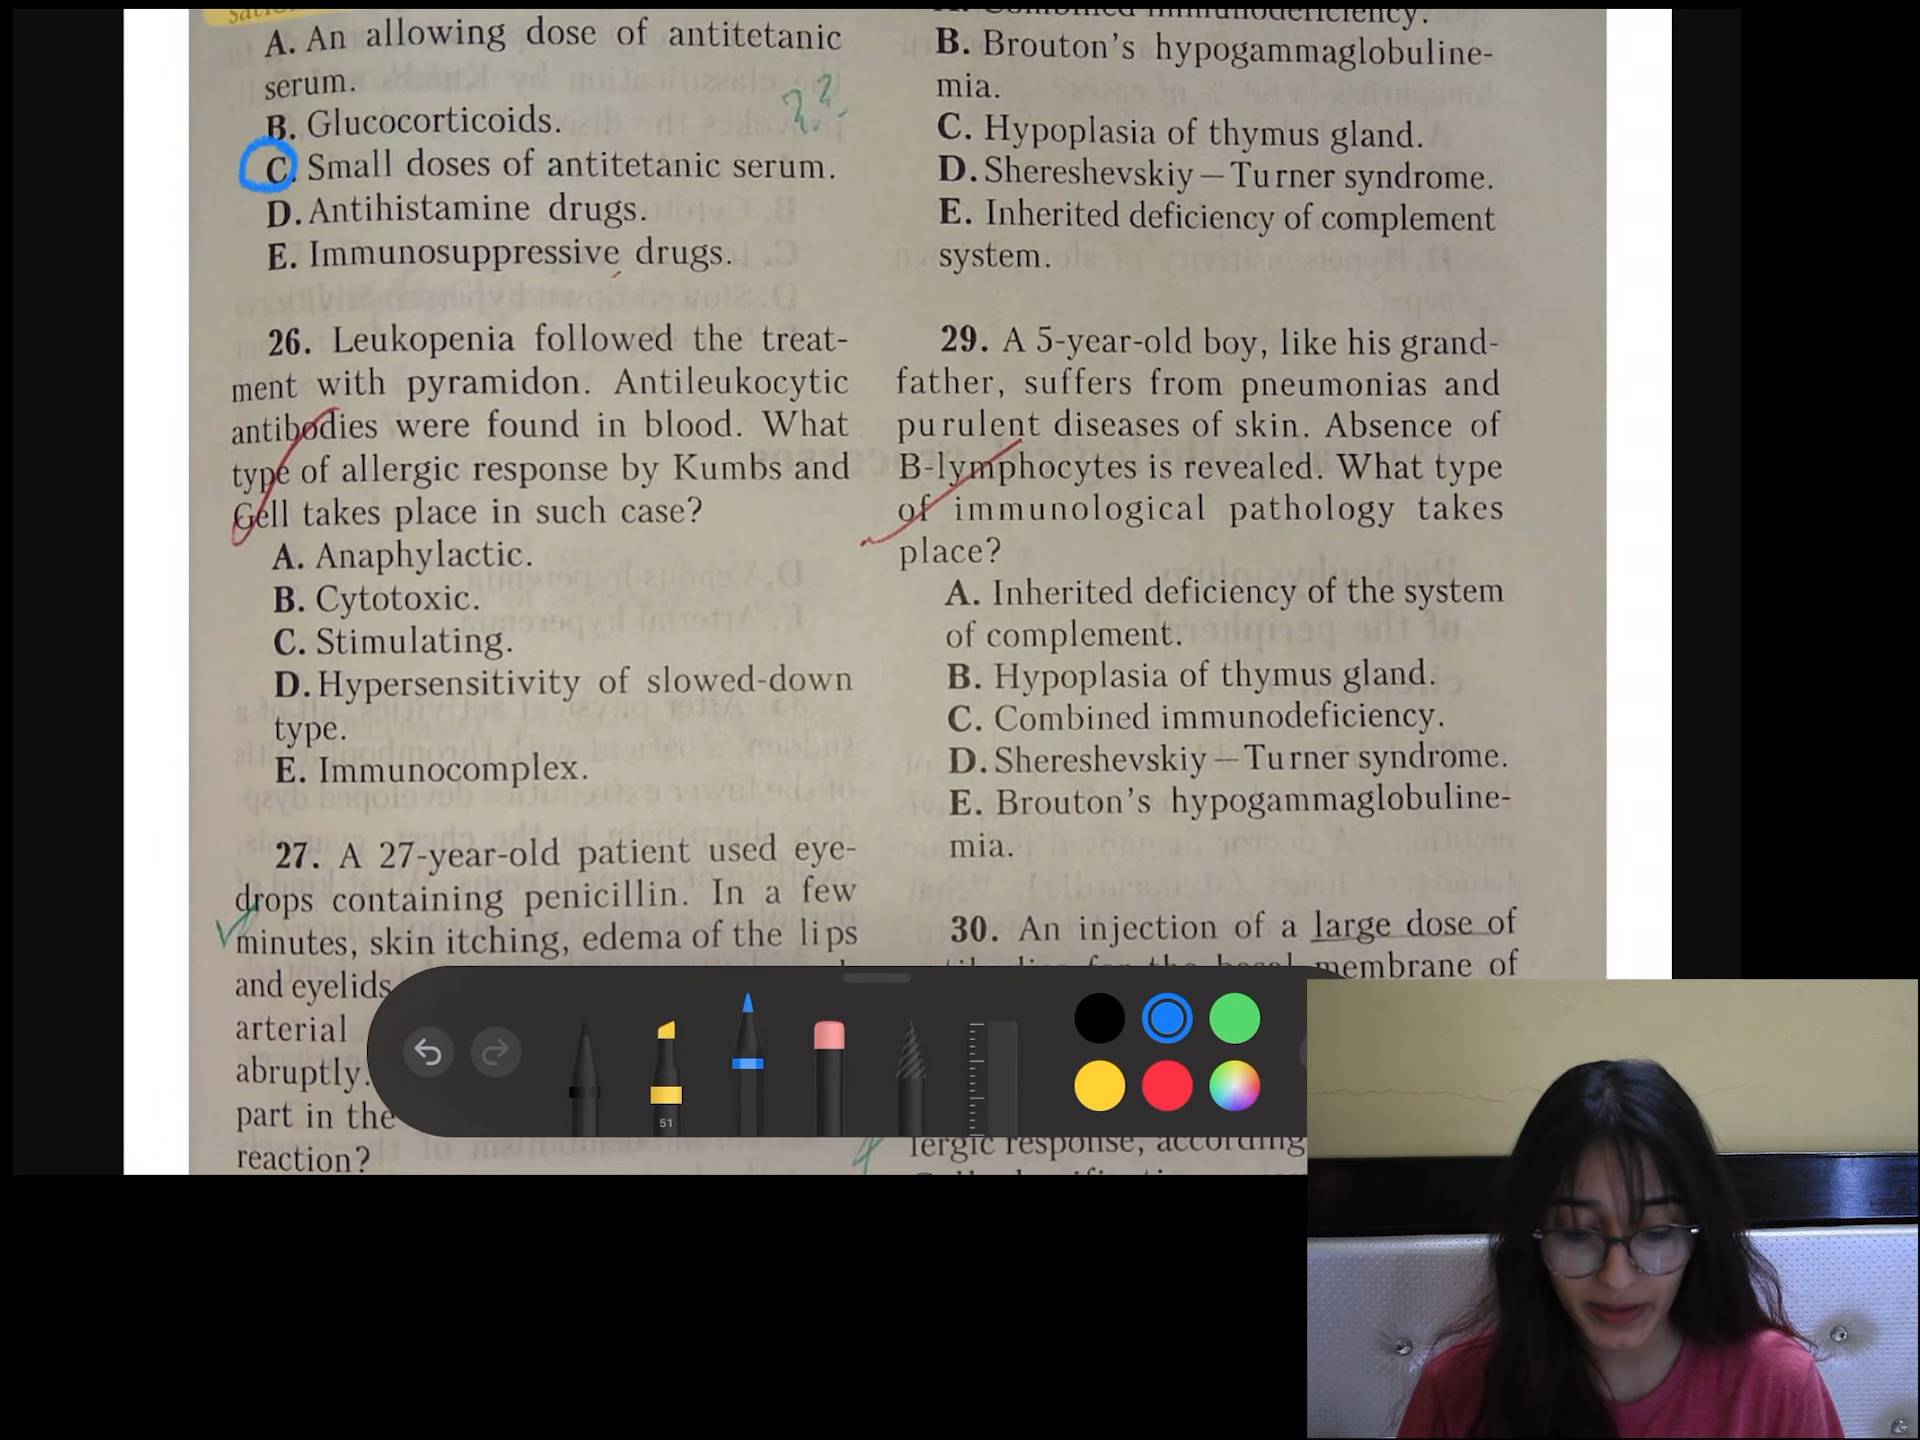 A. An allowing dose of antitetanic
serum.
B. Glucocorticoids.
C. Small doses of antitetanic serum.
D. Antihistamine drugs.
E. Immunosuppressive drugs.
26. Leukopenia followed the treat-
ment with pyramidon. Antileukocytic
antibodies were found in blood. What
type of allergic response by Kumbs and
Gell takes place in such case?
A. Anaphylactic.
B. Cytotoxic.
C. Stimulating.
D. Hypersensitivity of slowed-down
type.
E. Immunocomplex.
27. A 27-year-old patient used eye-
drops containing penicillin. In a few
minutes, skin itching, edema of the lips
and eyelids
arterial
abruptly.
part in the
reaction?
??
Combined immunodeficiency.
B. Brouton's hypogammaglobuline-
mia.
C. Hypoplasia of thymus gland.
D. Shereshevskiy – Turner syndrome.
E. Inherited deficiency of complement
system.
29. A 5-year-old boy, like his grand-
father, suffers from pneumonias and
purulent diseases of skin. Absence of
B-lymphocytes is revealed. What type
of immunological pathology takes
place?
A. Inherited deficiency of the system
of complement.
B. Hypoplasia of thymus gland.
C. Combined immunodeficiency.
D. Shereshevskiy – Turner syndrome.
E. Brouton's hypogammaglobuline-
mia.
30. An injection of a large dose of
membrane of
lergic response, according
51